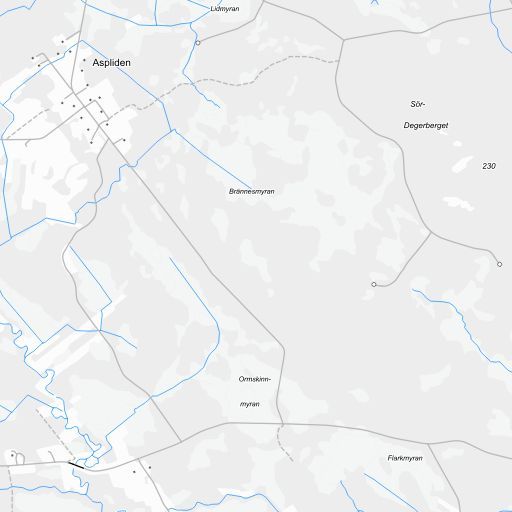 Lidmyran
Aspliden
Sör-
Degerberget
230
Brännesmyran
Ormskinn-
myran
Flarkmyran